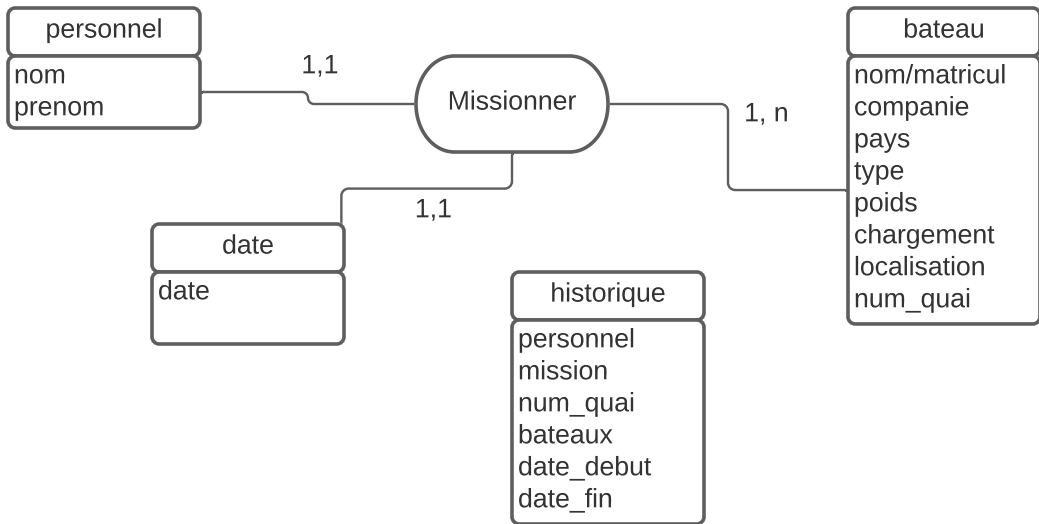 personnel
nom
prenom
1,1
Missionner
1, n
bateau
nom/matricul
companie
pays
type
poids
chargement
localisation
num_quai
1,1
date
date
historique
personnel
mission
num_quai
bateaux
date_debut
date_fin